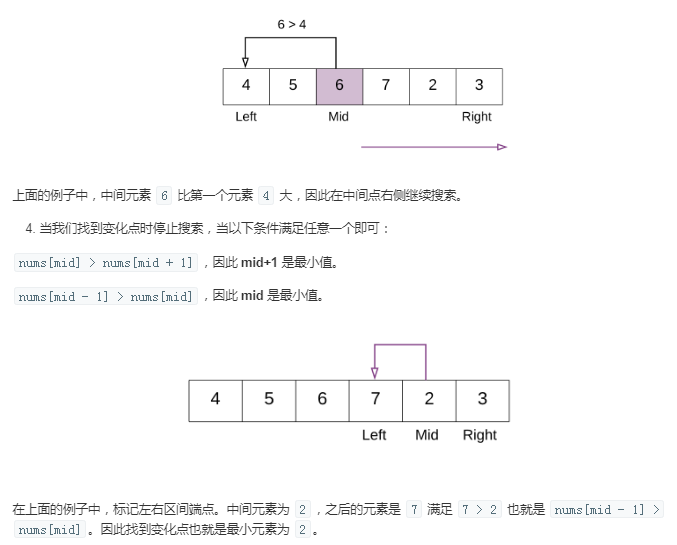 6 > 4
4 5 6 7 2 3
Left Mid Right
上面的例子中，中间元素 6 比第一个元素 4 大，因此在中间点右侧继续搜索。
4. 当我们找到变化点时停止搜索，当以下条件满足任意一个即可：
nums[mid] > nums[mid + 1] ，因此 mid+1 是最小值。
nums[mid - 1] > nums[mid] ，因此 mid 是最小值。
4 5 6 7 2 3
Left Mid Right
在上面的例子中，标记左右区间端点。中间元素为 2 ，之后的元素是 7 满足 7 > 2 也就是 nums[mid - 1] >
nums[mid] 。因此找到变化点也就是最小元素为 2 。